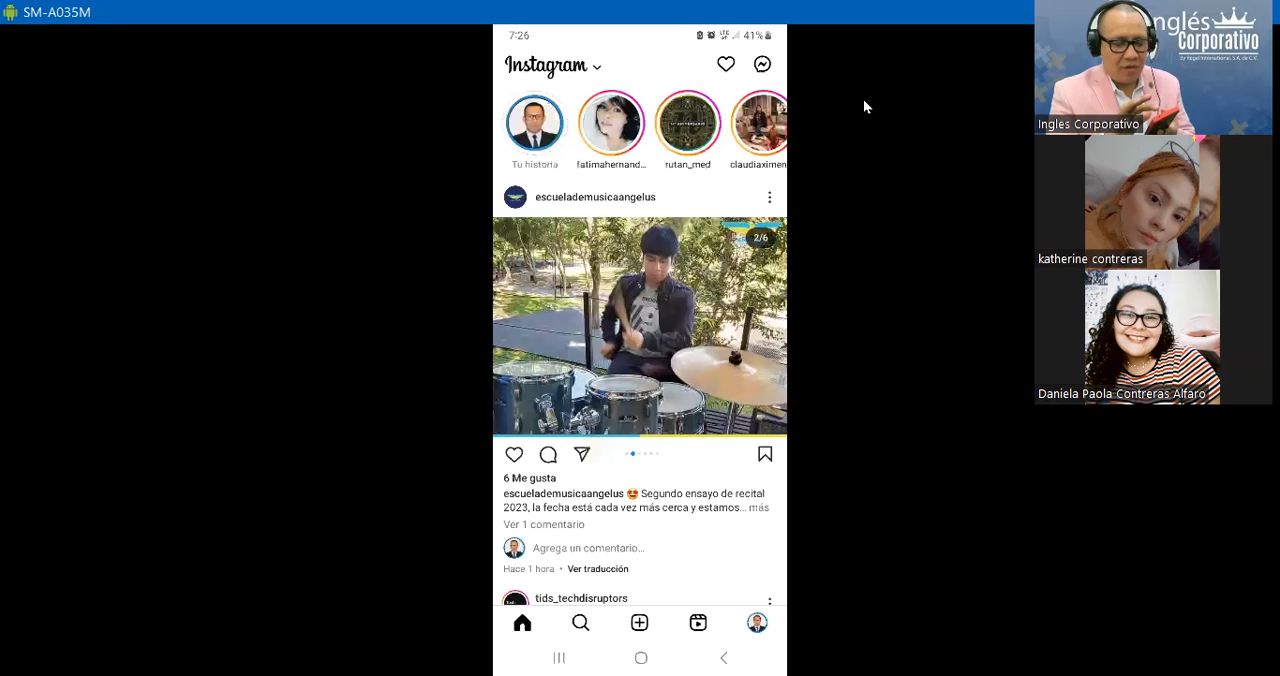 SM-A035M
7:26
41%
Instagram
Tu historia
fatimahernand...
rutan_med
claudiaximen
escuelademusicaangelus
2/6
6 Me gusta
escuelademusicaangelus 🤩 Segundo ensayo de recital
2023, la fecha está cada vez más cerca y estamos... más
Ver 1 comentario
Agrega un comentario...
Hace 1 hora • Ver traducción
tids_techdisruptors
Inglés
Corporativo
Ingles Corporativo
katherine contreras
Daniela Paola Contreras Alfaro